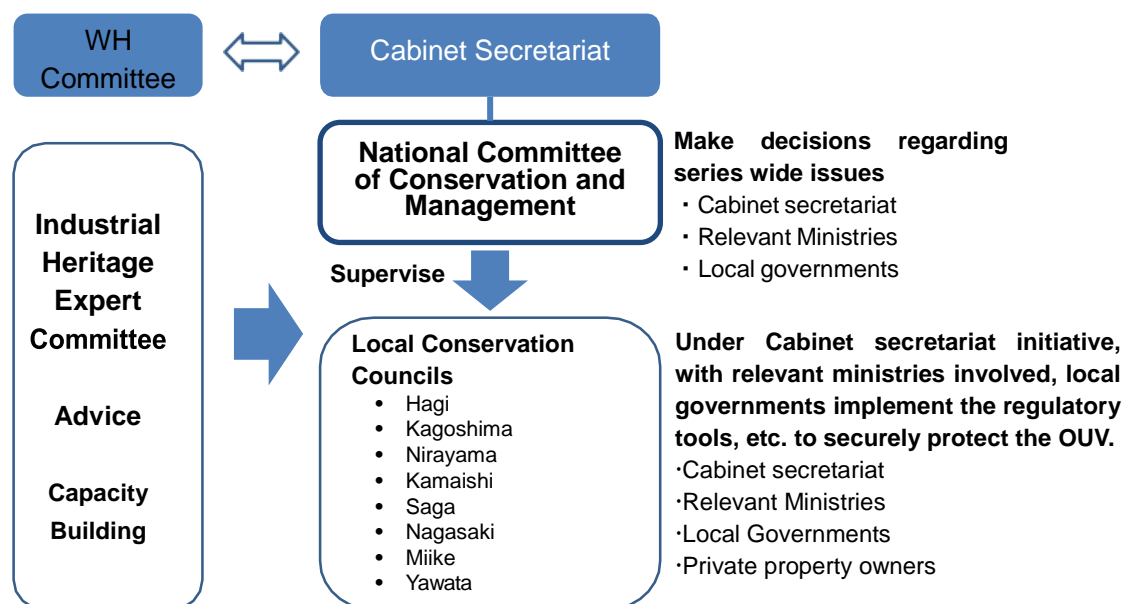 WH
Committee
Cabinet Secretariat
National Committee
of Conservation and
Management
Make decisions regarding
series wide issues
・Cabinet secretariat
・Relevant Ministries
・Local governments
Industrial
Heritage
Expert
Committee
Advice
Capacity
Building
Supervise
Local Conservation
Councils
• Hagi
• Kagoshima
• Nirayama
• Kamaishi
• Saga
• Nagasaki
• Miike
• Yawata
Under Cabinet secretariat initiative,
with relevant ministries involved, local
governments implement the regulatory
tools, etc. to securely protect the OUV.
·Cabinet secretariat
·Relevant Ministries
·Local Governments
·Private property owners